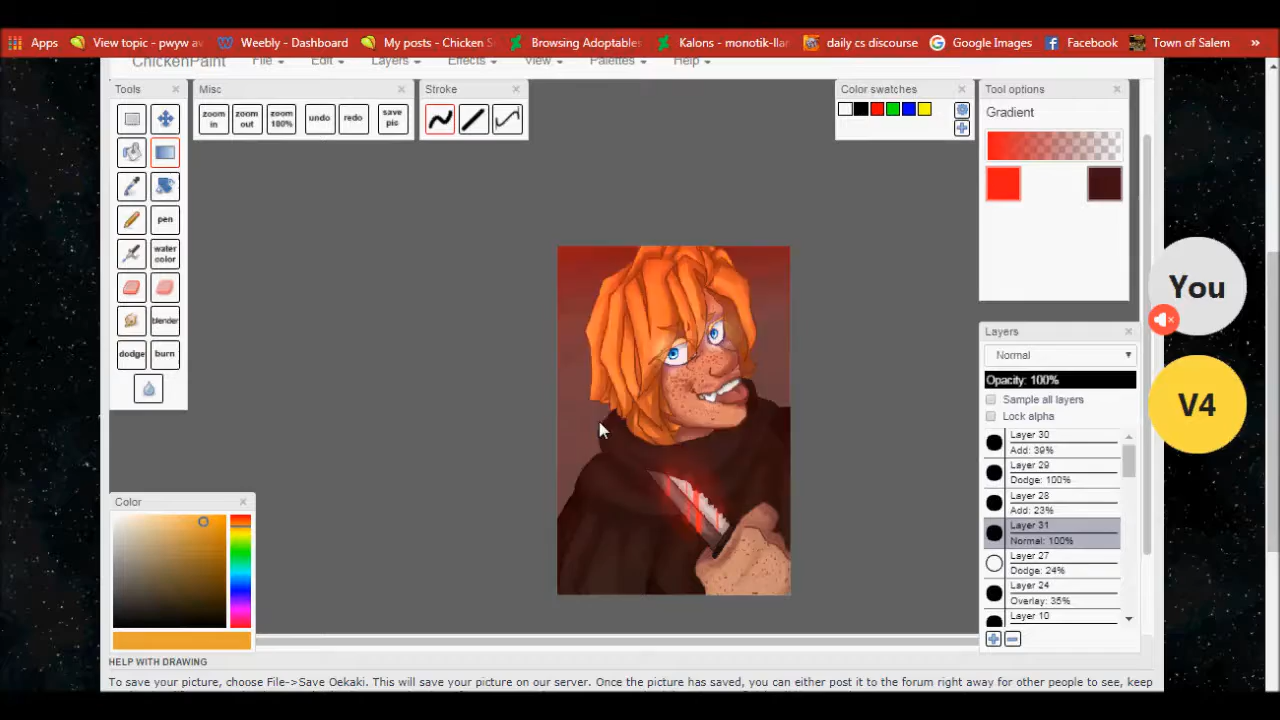 Apps View topic - pwyw av Weebly - Dashboard My posts - Chicken S Browsing Adoptables Kalons - monotik-llar daily cs discourse Google Images Facebook Town of Salem »
ChickenPaint File Edit Layers Effects View Palettes Help
Tools Misc Stroke Color swatches Tool options
zoom in zoom out zoom 100% undo redo save pic
Gradient
pen
water color
blender
dodge burn
You
V4
Layers
Normal
Opacity: 100%
Sample all layers
Lock alpha
Layer 30
Add: 39%
Layer 29
Dodge: 100%
Layer 28
Add: 23%
Layer 31
Normal: 100%
Layer 27
Dodge: 24%
Layer 24
Overlay: 35%
Layer 10
Color
HELP WITH DRAWING
To save your picture, choose File->Save Oekaki. This will save your picture on our server. Once the picture has saved, you can either post it to the forum right away for other people to see, keep